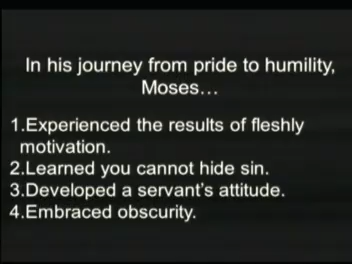 In his journey from pride to humility,
Moses…
1.Experienced the results of fleshly
motivation.
2.Learned you cannot hide sin.
3.Developed a servant's attitude.
4.Embraced obscurity.